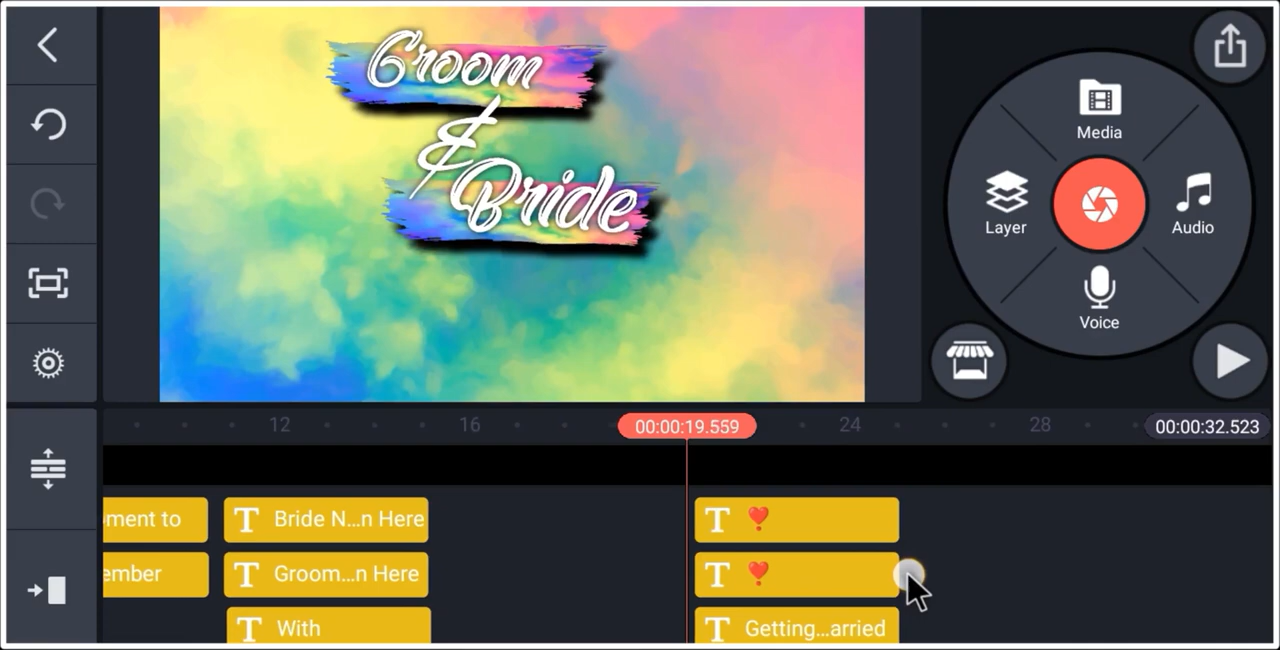 Groom
&
Bride
Media
Layer
Audio
Voice
12
16
00:00:19.559
24
28
00:00:32.523
ment to
T Bride N...n Here
T ❣
ember
T Groom...n Here
T ❣
T With
T Getting...arried